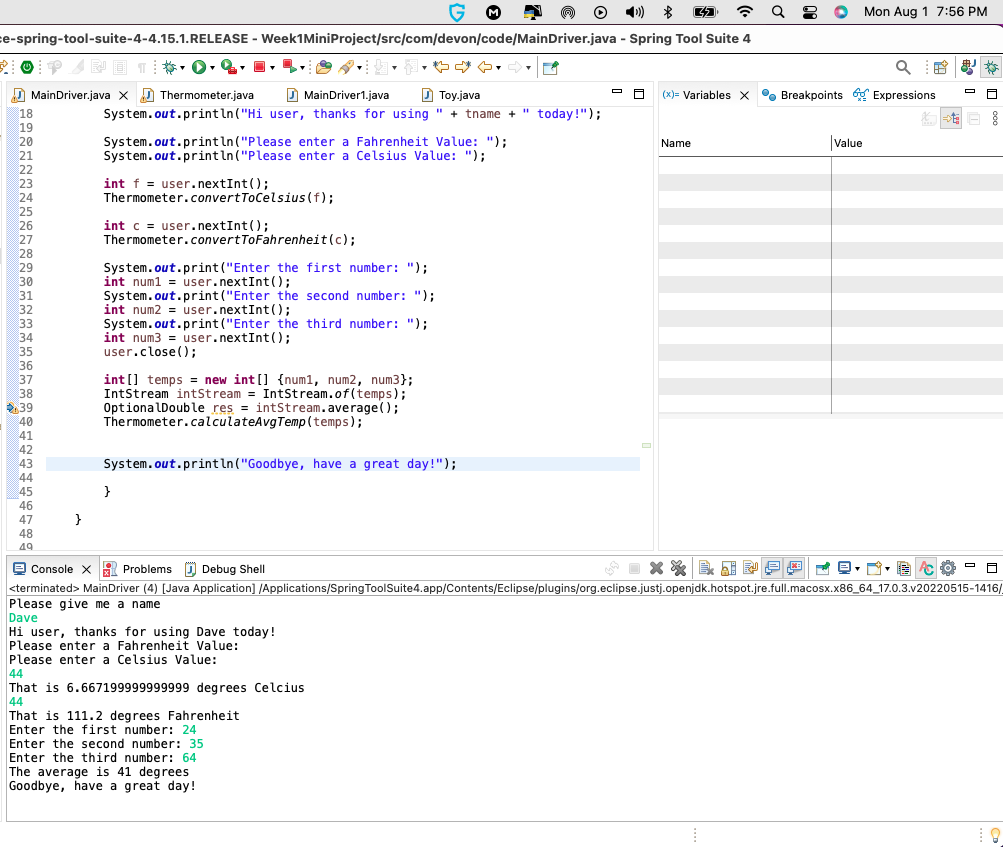 Mon Aug 1 7:56 PM
ce-spring-tool-suite-4-4.15.1.RELEASE - Week1MiniProject/src/com/devon/code/MainDriver.java - Spring Tool Suite 4
MainDriver.java Thermometer.java MainDriver1.java Toy.java
18 System.out.println("Hi user, thanks for using " + tname + " today!");
19
20 System.out.println("Please enter a Fahrenheit Value: ");
21 System.out.println("Please enter a Celsius Value: ");
22
23 int f = user.nextInt();
24 Thermometer.convertToCelsius(f);
25
26 int c = user.nextInt();
27 Thermometer.convertToFahrenheit(c);
28
29 System.out.print("Enter the first number: ");
30 int num1 = user.nextInt();
31 System.out.print("Enter the second number: ");
32 int num2 = user.nextInt();
33 System.out.print("Enter the third number: ");
34 int num3 = user.nextInt();
35 user.close();
36
37 int[] temps = new int[] {num1, num2, num3};
38 IntStream intStream = IntStream.of(temps);
39 OptionalDouble res = intStream.average();
40 Thermometer.calculateAvgTemp(temps);
41
42
43 System.out.println("Goodbye, have a great day!");
44
45 }
46
47 }
48
49
(x)= Variables Breakpoints Expressions
Name Value
Console Problems Debug Shell
<terminated> MainDriver (4) [Java Application] /Applications/SpringToolSuite4.app/Contents/Eclipse/plugins/org.eclipse.justj.openjdk.hotspot.jre.full.macosx.x86_64_17.0.3.v20220515-1416/
Please give me a name
Dave
Hi user, thanks for using Dave today!
Please enter a Fahrenheit Value:
Please enter a Celsius Value:
44
That is 6.667199999999999 degrees Celcius
44
That is 111.2 degrees Fahrenheit
Enter the first number: 24
Enter the second number: 35
Enter the third number: 64
The average is 41 degrees
Goodbye, have a great day!